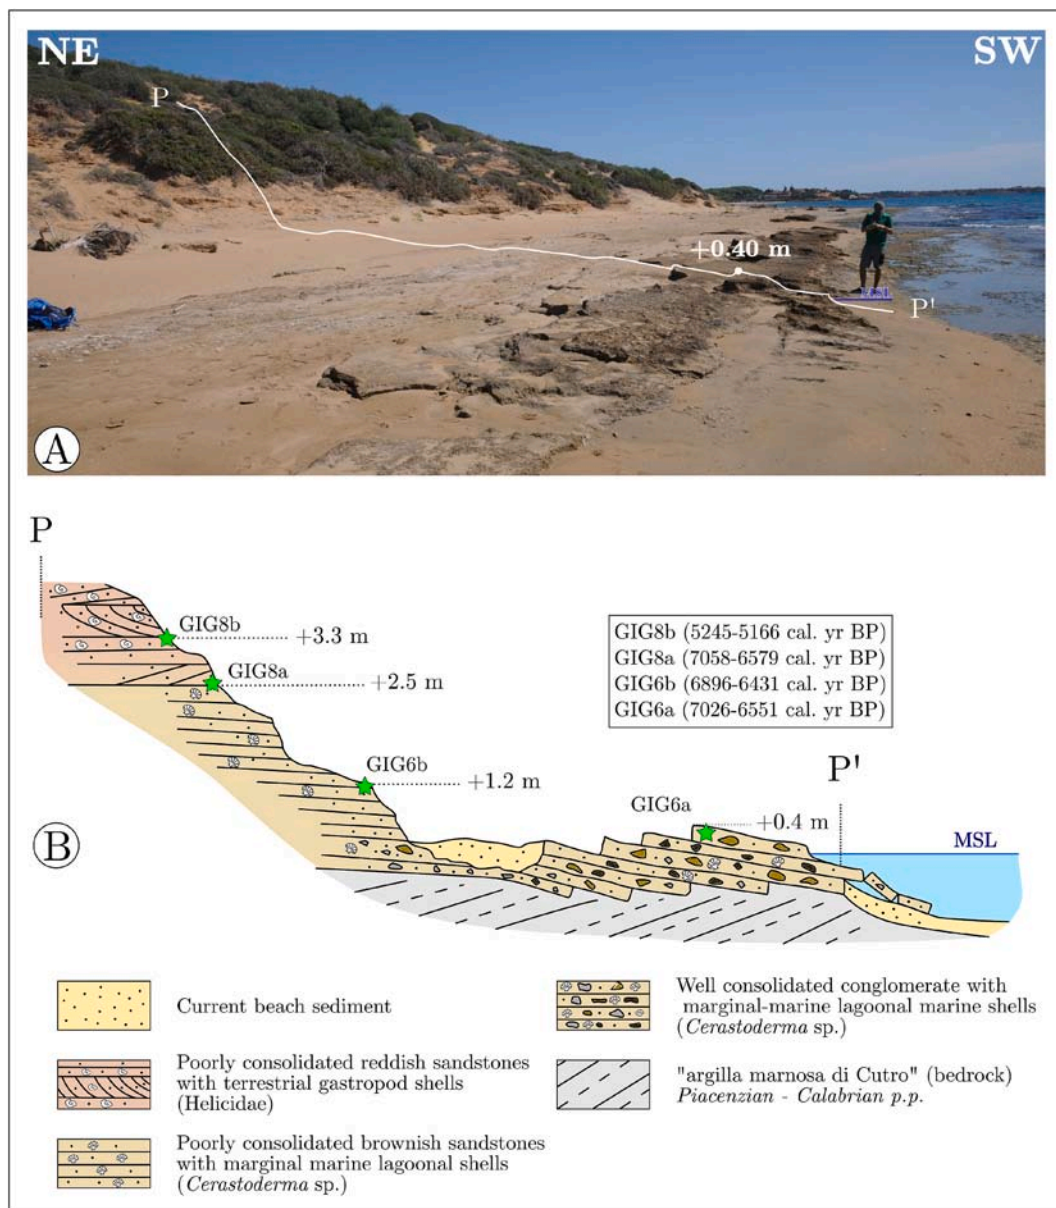 NE
SW
P
+0.40 m
MSL
P'
A
P
GIG8b
+3.3 m
GIG8a
+2.5 m
GIG6b
+1.2 m
GIG8b (5245-5166 cal. yr BP)
GIG8a (7058-6579 cal. yr BP)
GIG6b (6896-6431 cal. yr BP)
GIG6a (7026-6551 cal. yr BP)
P'
GIG6a
+0.4 m
MSL
B
Current beach sediment
Poorly consolidated reddish sandstones
with terrestrial gastropod shells
(Helicidae)
Poorly consolidated brownish sandstones
with marginal marine lagoonal shells
(Cerastoderma sp.)
Well consolidated conglomerate with
marginal-marine lagoonal marine shells
(Cerastoderma sp.)
"argilla marnosa di Cutro" (bedrock)
Piacenzian - Calabrian p.p.